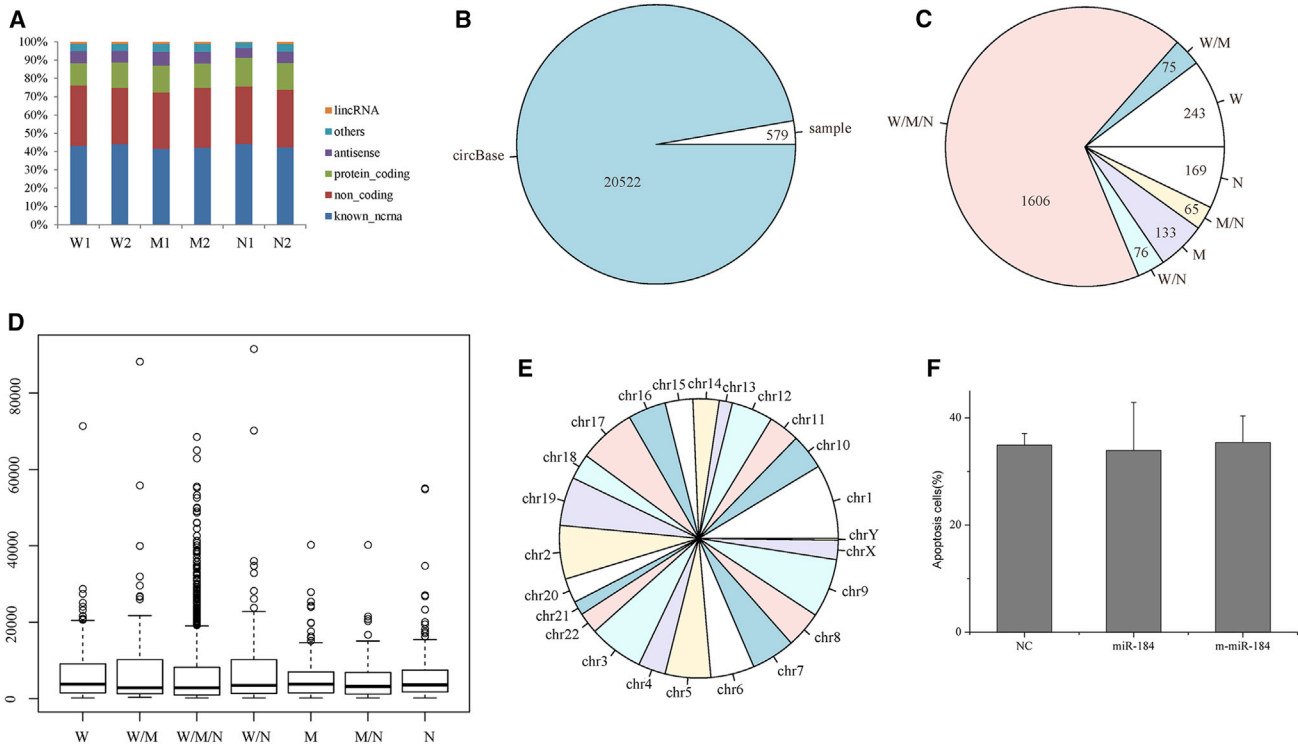 A
100%
90%
80%
70%
60%
50%
40%
30%
20%
10%
0%
W1 W2 M1 M2 N1 N2
lincRNA
others
antisense
protein_coding
non_coding
known_ncrna
B
circBase
20522
579
sample
C
W/M
75
W
243
W/M/N
1606
169
N
65
M/N
133
M
76
W/N
D
80000
60000
40000
20000
0
W W/M W/M/N W/N M M/N N
E
chr14
chr15
chr13
chr16
chr12
chr17
chr11
chr10
chr18
chr1
chr19
chrY
chrX
chr2
chr9
chr20
chr21
chr22
chr8
chr3
chr7
chr4
chr5
chr6
F
Apoptosis cells(%)
40
20
0
NC miR-184 m-miR-184